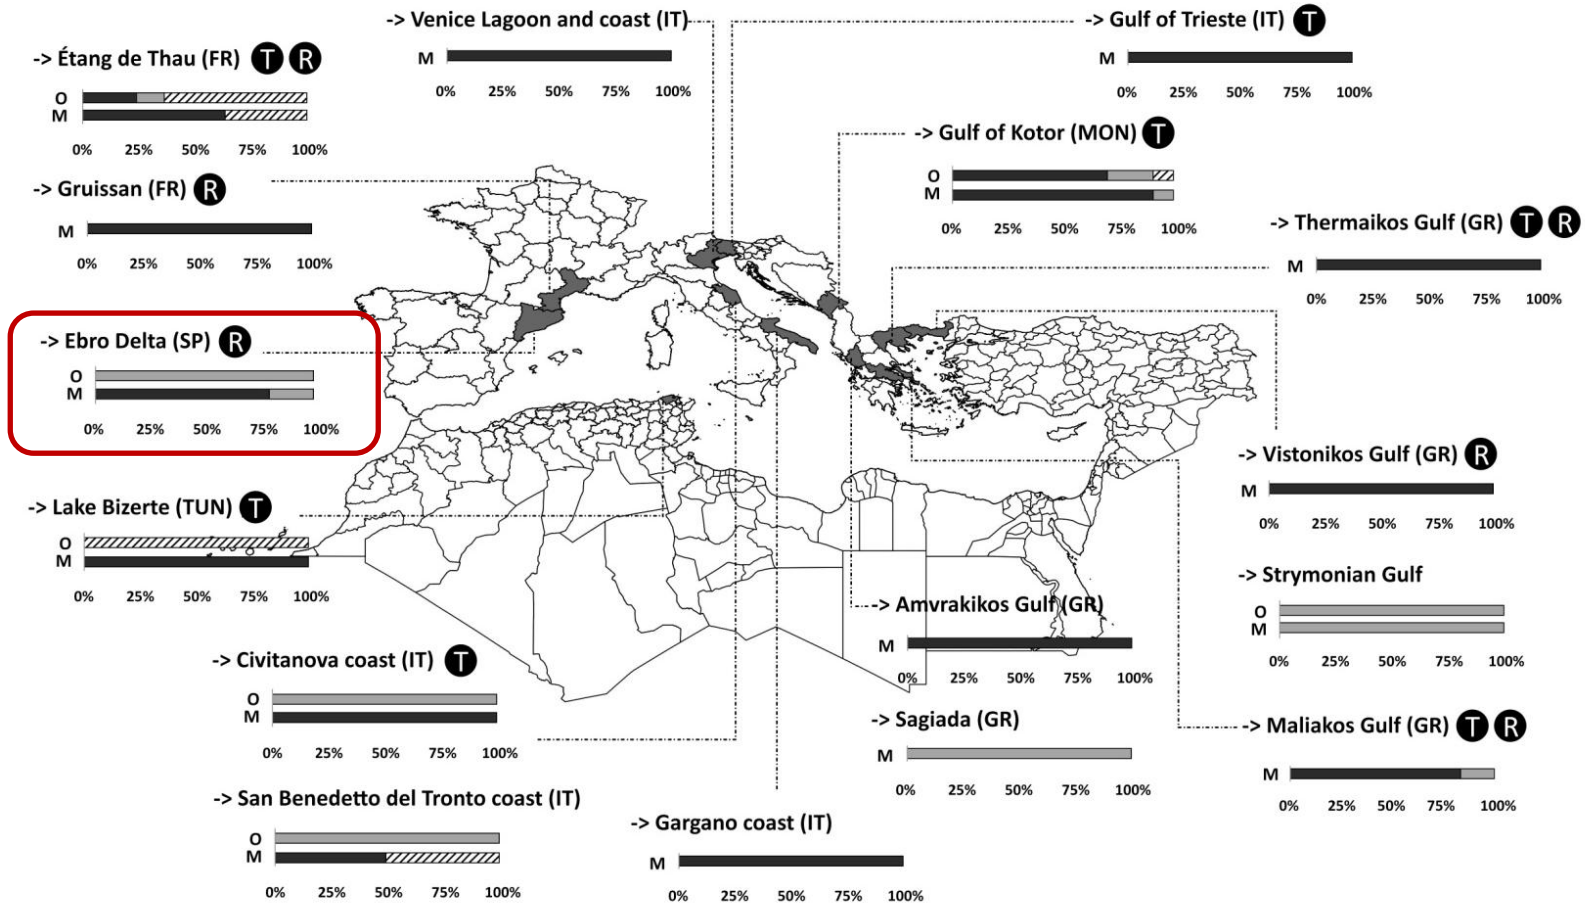 -> Venice Lagoon and coast (IT)
M
0% 25% 50% 75% 100%
-> Gulf of Trieste (IT) T
M
0% 25% 50% 75% 100%
-> Étang de Thau (FR) T R
O
M
0% 25% 50% 75% 100%
-> Gulf of Kotor (MON) T
O
M
0% 25% 50% 75% 100%
-> Gruissan (FR) R
M
0% 25% 50% 75% 100%
-> Thermaikos Gulf (GR) T R
M
0% 25% 50% 75% 100%
-> Ebro Delta (SP) R
O
M
0% 25% 50% 75% 100%
-> Vistonikos Gulf (GR) R
M
0% 25% 50% 75% 100%
-> Lake Bizerte (TUN) T
O
M
0% 25% 50% 75% 100%
-> Strymonian Gulf
O
M
0% 25% 50% 75% 100%
-> Amvrakikos Gulf (GR)
M
0% 25% 50% 75% 100%
-> Civitanova coast (IT) T
O
M
0% 25% 50% 75% 100%
-> Sagiada (GR)
M
0% 25% 50% 75% 100%
-> Maliakos Gulf (GR) T R
M
0% 25% 50% 75% 100%
-> San Benedetto del Tronto coast (IT)
O
M
0% 25% 50% 75% 100%
-> Gargano coast (IT)
M
0% 25% 50% 75% 100%